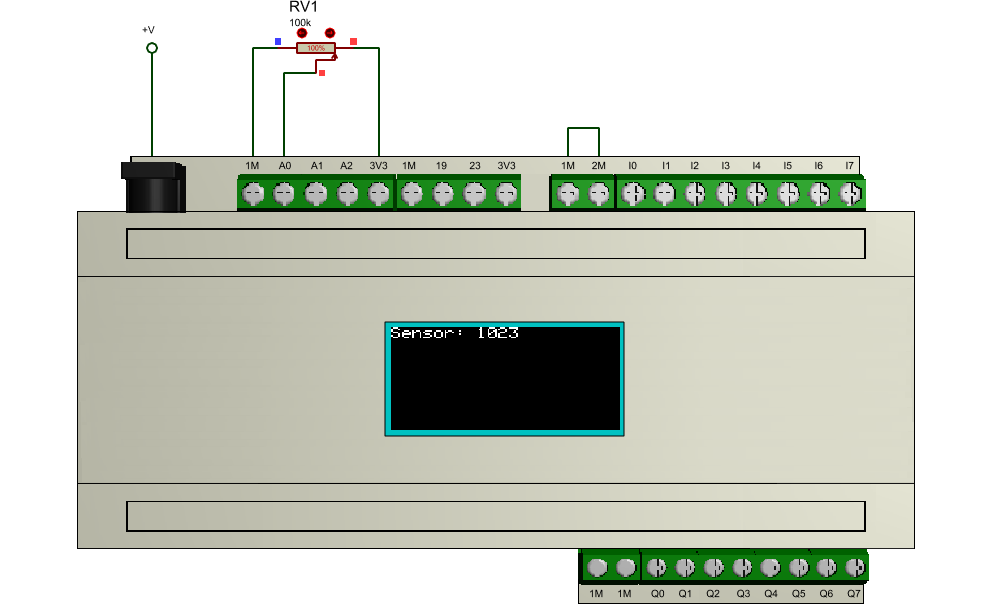 RV1
+V
100k
100%
1M A0 A1 A2 3V3 1M 19 23 3V3 1M 2M I0 I1 I2 I3 I4 I5 I6 I7
Sensor: 1023
1M 1M Q0 Q1 Q2 Q3 Q4 Q5 Q6 Q7